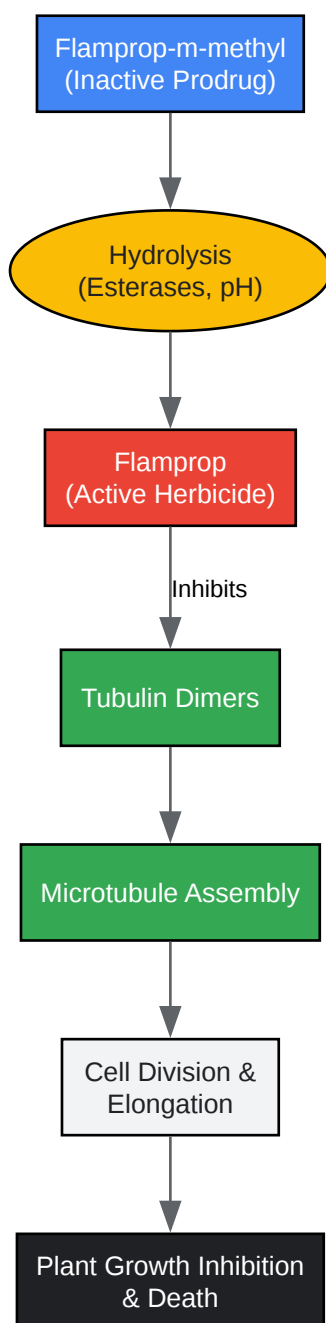 Flamprop-m-methyl
(Inactive Prodrug)
Hydrolysis
(Esterases, pH)
Flamprop
(Active Herbicide)
Inhibits
Tubulin Dimers
Microtubule Assembly
Cell Division &
Elongation
Plant Growth Inhibition
& Death